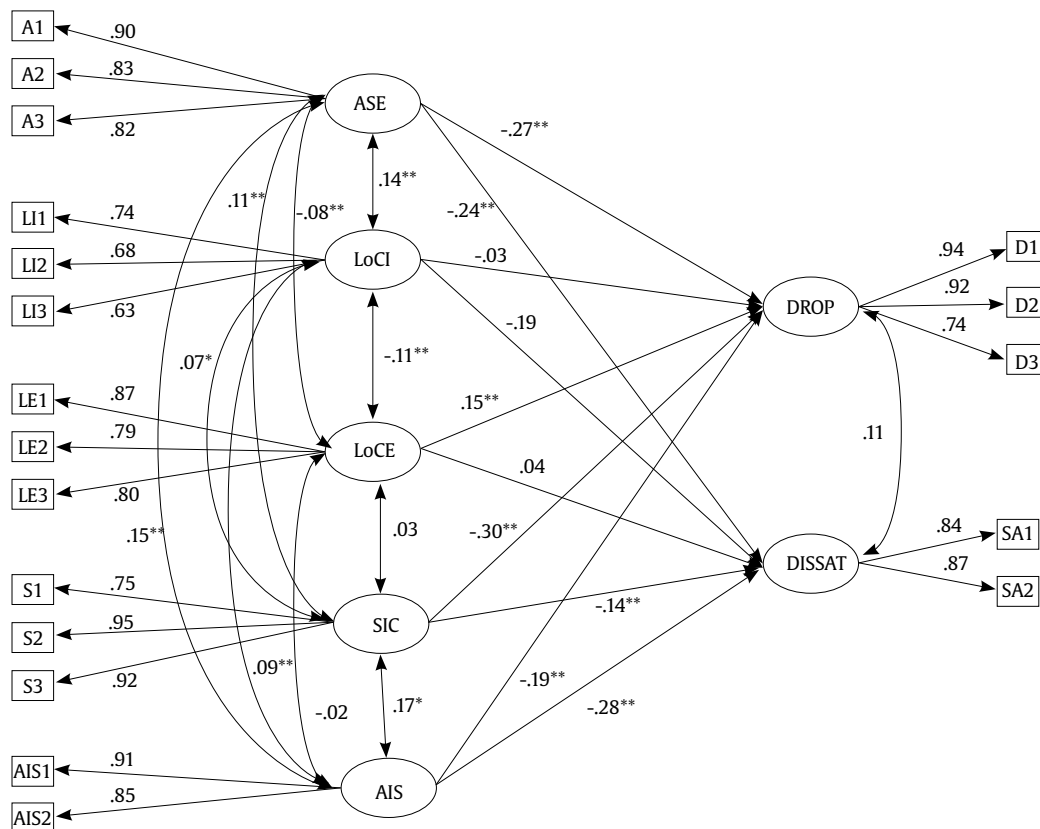 A1
.90
A2
.83
A3
.82
ASE
-.27**
.14**
.11**
-.08**
-.24**
LI1
.74
LI2
.68
LI3
.63
LoCI
-.03
-.19
D1
.94
D2
.92
D3
.74
DROP
.07*
-.11**
LE1
.87
LE2
.79
LE3
.80
LoCE
.15**
.04
.11
.15**
.03
-.30**
S1
.75
S2
.95
S3
.92
SIC
-.14**
DISSAT
SA1
.84
SA2
.87
.09**
-.02
.17*
-.19**
-.28**
AIS1
.91
AIS2
.85
AIS